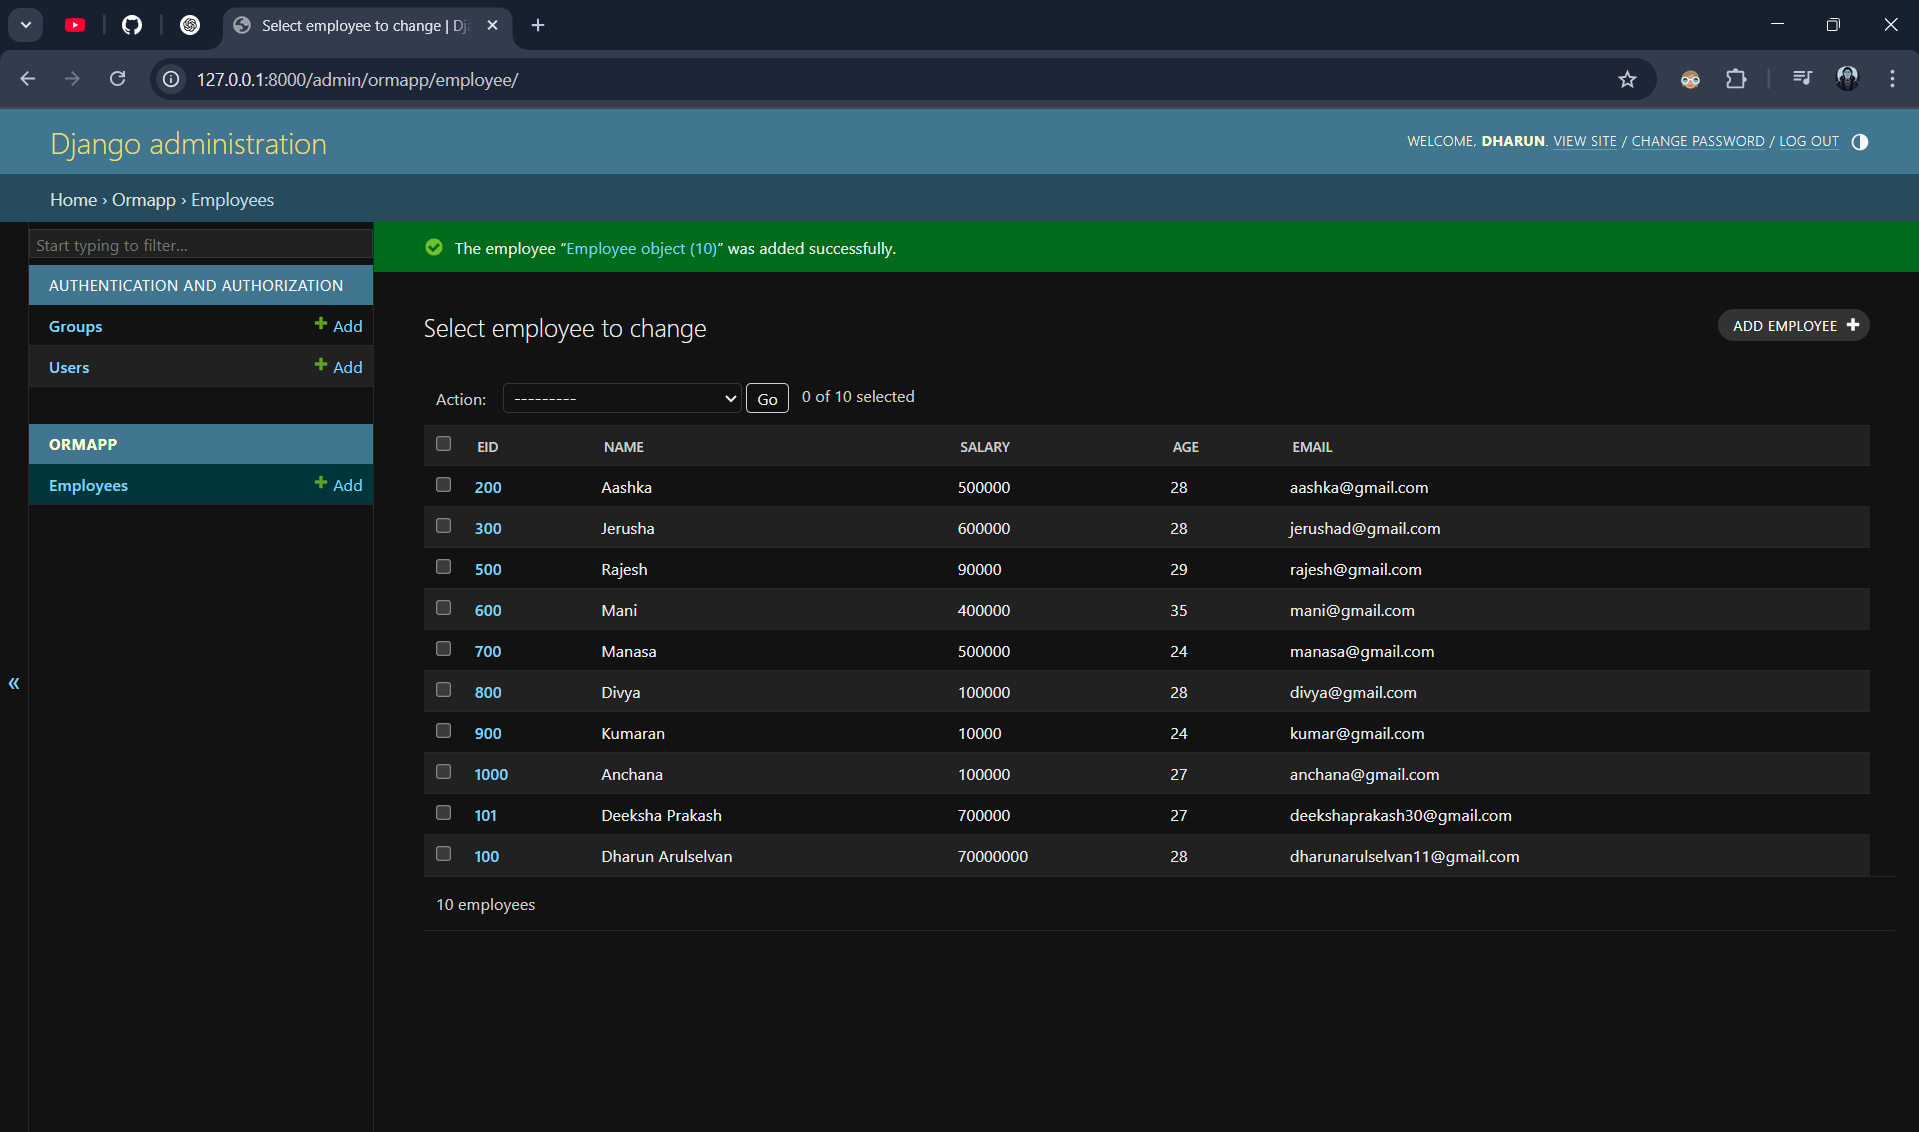 Select employee to change | Dj
127.0.0.1:8000/admin/ormapp/employee/
Django administration
WELCOME, DHARUN. VIEW SITE / CHANGE PASSWORD / LOG OUT
Home › Ormapp › Employees
Start typing to filter...
AUTHENTICATION AND AUTHORIZATION
Groups Add
Users Add
ORMAPP
Employees Add
The employee “Employee object (10)” was added successfully.
Select employee to change
ADD EMPLOYEE
Action: --------- Go 0 of 10 selected
EID NAME SALARY AGE EMAIL
200 Aashka 500000 28 aashka@gmail.com
300 Jerusha 600000 28 jerushad@gmail.com
500 Rajesh 90000 29 rajesh@gmail.com
600 Mani 400000 35 mani@gmail.com
700 Manasa 500000 24 manasa@gmail.com
800 Divya 100000 28 divya@gmail.com
900 Kumaran 10000 24 kumar@gmail.com
1000 Anchana 100000 27 anchana@gmail.com
101 Deeksha Prakash 700000 27 deekshaprakash30@gmail.com
100 Dharun Arulselvan 70000000 28 dharunarulselvan11@gmail.com
10 employees